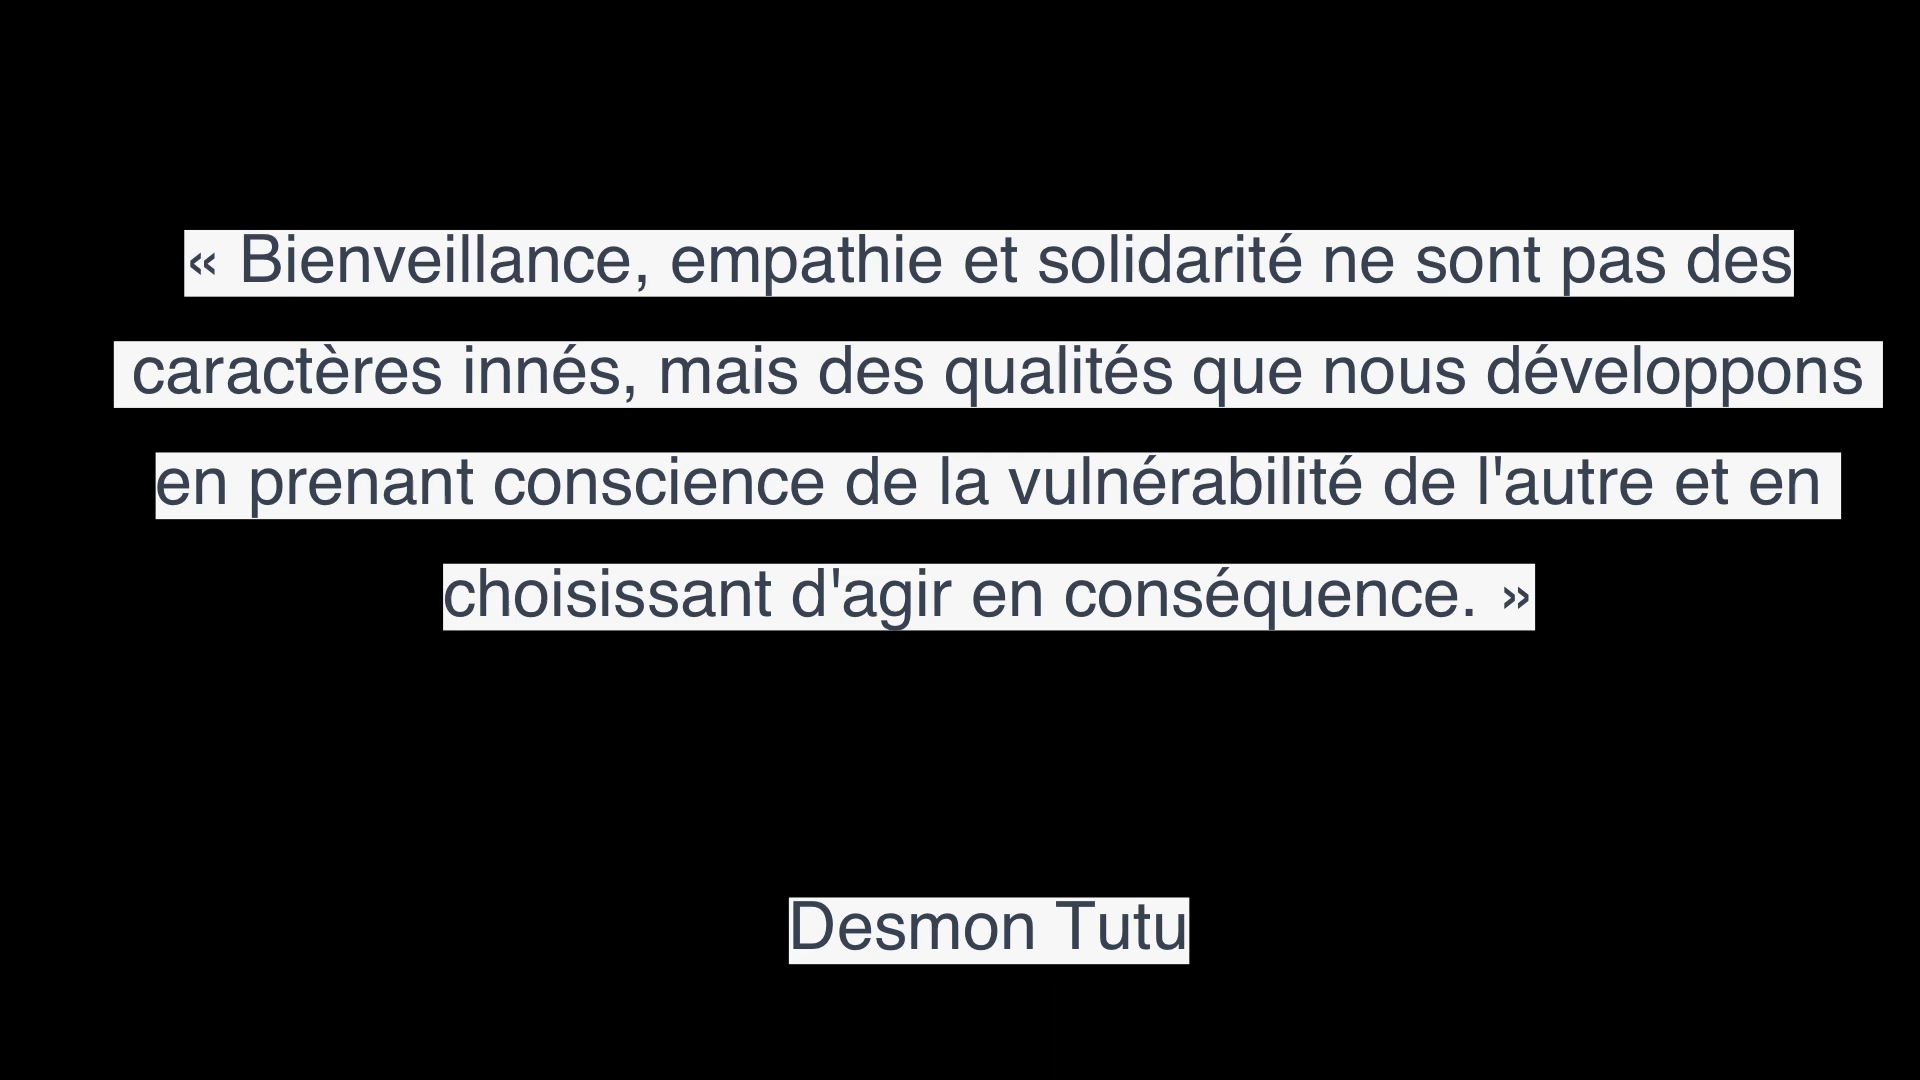 « Bienveillance, empathie et solidarité ne sont pas des
caractères innés, mais des qualités que nous développons
en prenant conscience de la vulnérabilité de l'autre et en
choisissant d'agir en conséquence. »
Desmon Tutu